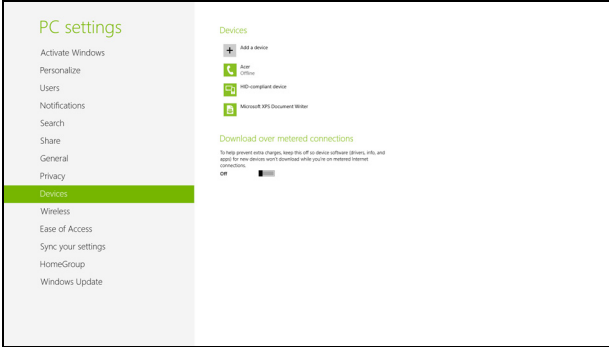 PC settings
Activate Windows
Personalize
Users
Notifications
Search
Share
General
Privacy
Devices
Wireless
Ease of Access
Sync your settings
HomeGroup
Windows Update
Devices
Add a device
Acer
Offline
HID-compliant device
Microsoft XPS Document Writer
Download over metered connections
To help prevent extra charges, keep this off so device software (drivers, info, and
apps) for new devices won't download while you're on metered Internet
connections.
Off